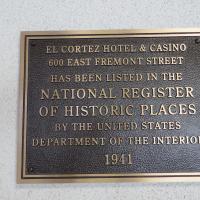 EL CORTEZ HOTEL & CASINO
600 EAST FREMONT STREET
HAS BEEN LISTED IN THE
NATIONAL REGISTER
OF HISTORIC PLACES
BY THE UNITED STATES
DEPARTMENT OF THE INTERIOR
1941